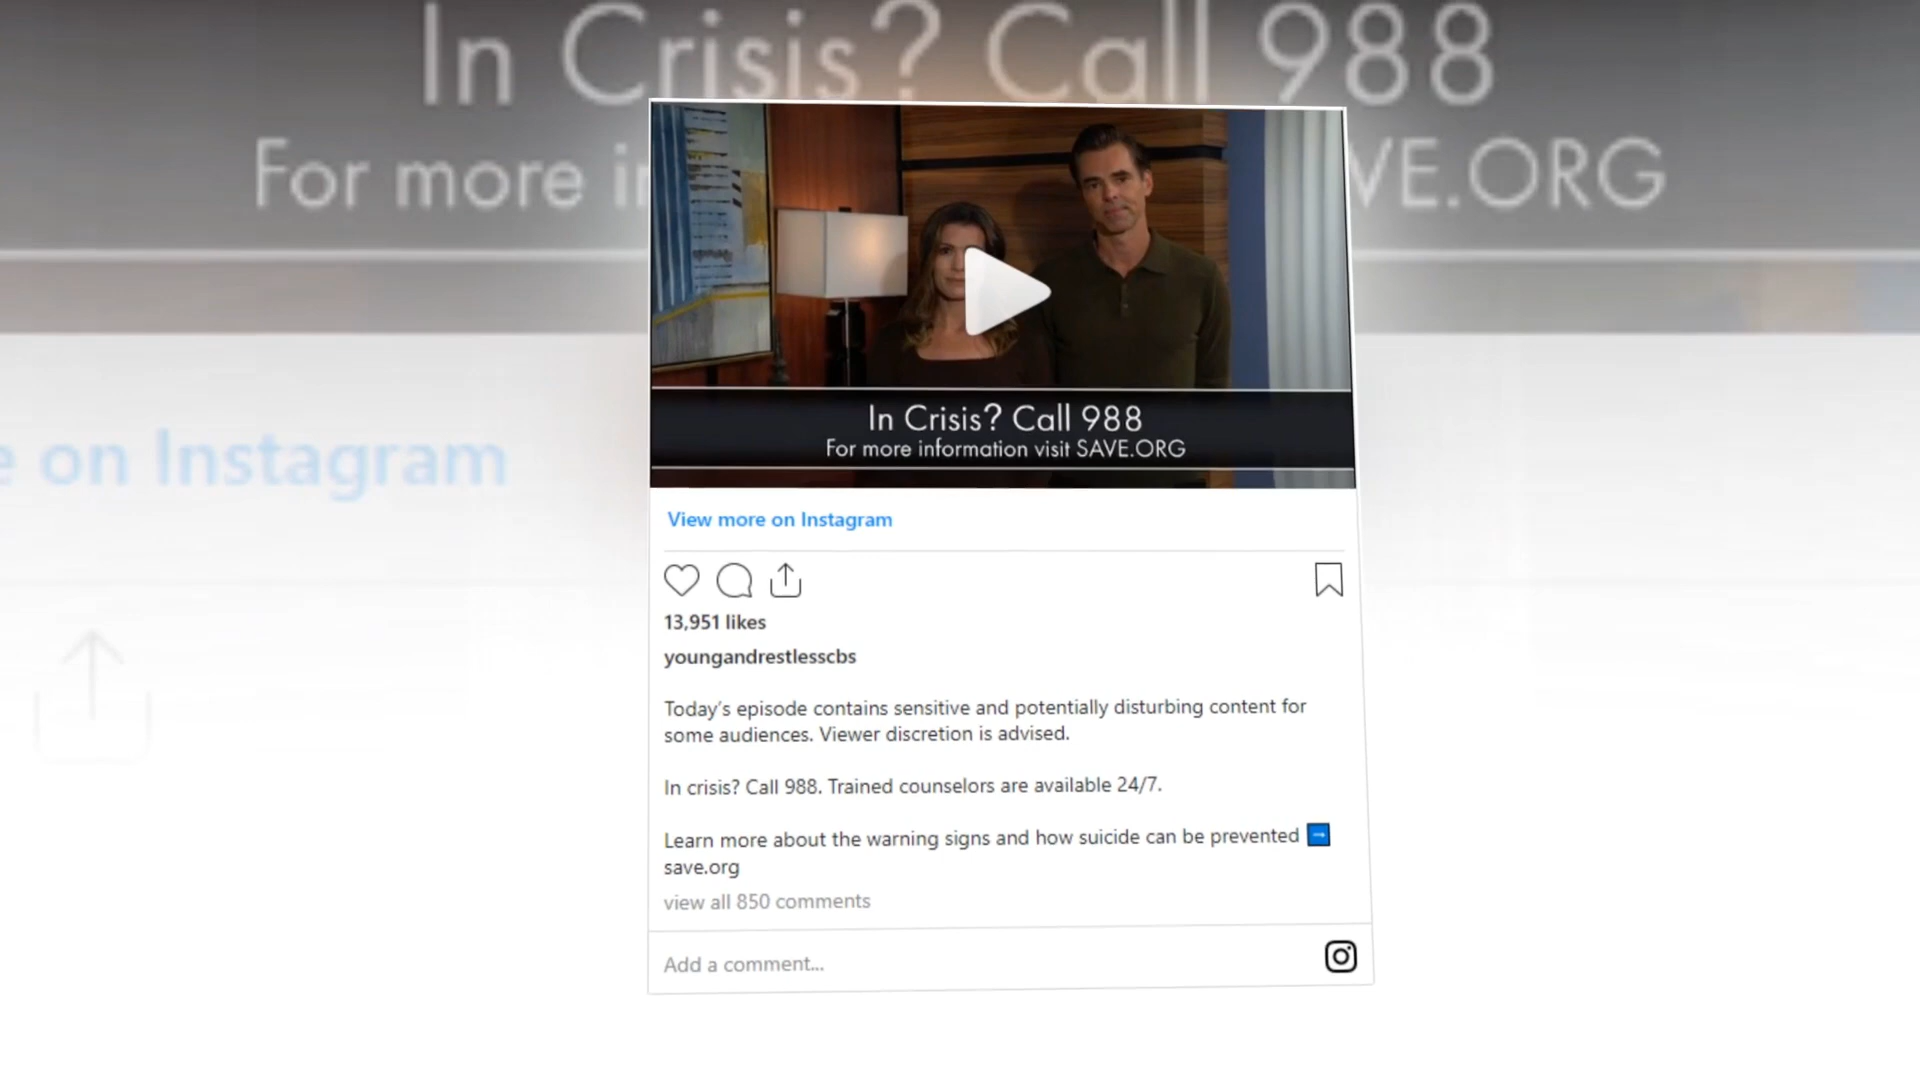 In Crisis? Call 988
For more in
VE.ORG
e on Instagram
In Crisis? Call 988
For more information visit SAVE.ORG
View more on Instagram
13,951 likes
youngandrestlesscbs
Today's episode contains sensitive and potentially disturbing content for
some audiences. Viewer discretion is advised.
In crisis? Call 988. Trained counselors are available 24/7.
Learn more about the warning signs and how suicide can be prevented ➡
save.org
view all 850 comments
Add a comment...